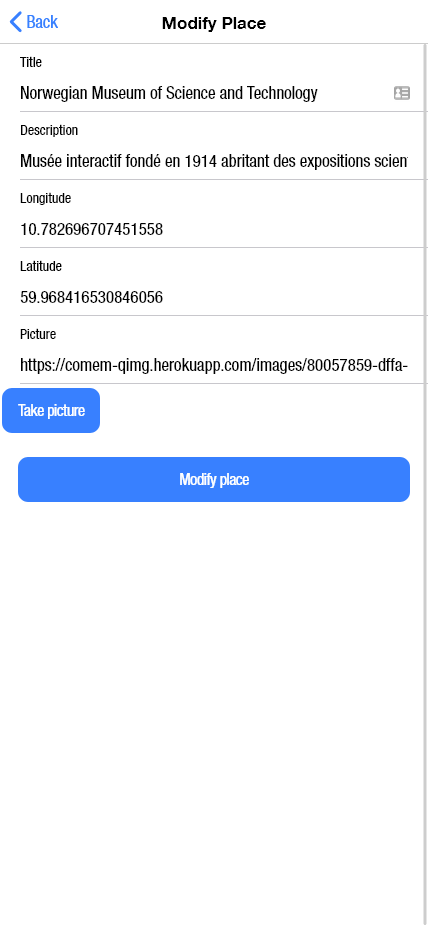 Back
Modify Place
Title
Norwegian Museum of Science and Technology
Description
Musée interactif fondé en 1914 abritant des expositions scien
Longitude
10.782696707451558
Latitude
59.968416530846056
Picture
https://comem-qimg.herokuapp.com/images/80057859-dffa-
Take picture
Modify place